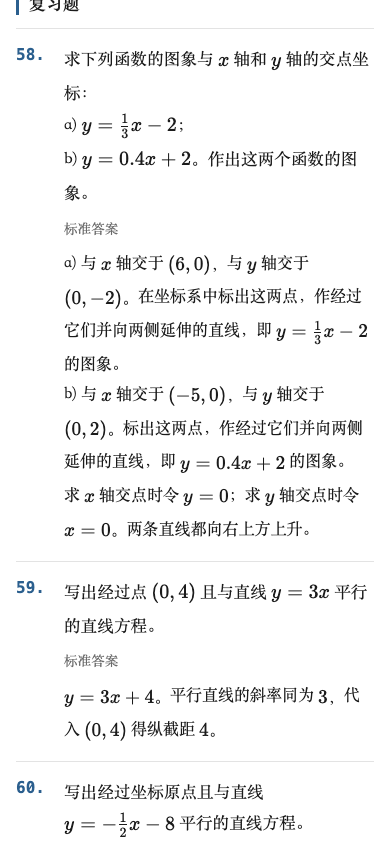 复习题
58. 求下列函数的图象与 x 轴和 y 轴的交点坐
标：
a) y = 1/3 x − 2；
b) y = 0.4x + 2。作出这两个函数的图
象。
标准答案
a) 与 x 轴交于 (6, 0)，与 y 轴交于
(0, −2)。在坐标系中标出这两点，作经过
它们并向两侧延伸的直线，即 y = 1/3 x − 2
的图象。
b) 与 x 轴交于 (−5, 0)，与 y 轴交于
(0, 2)。标出这两点，作经过它们并向两侧
延伸的直线，即 y = 0.4x + 2 的图象。
求 x 轴交点时令 y = 0；求 y 轴交点时令
x = 0。两条直线都向右上方上升。
59. 写出经过点 (0, 4) 且与直线 y = 3x 平行
的直线方程。
标准答案
y = 3x + 4。平行直线的斜率同为 3，代
入 (0, 4) 得纵截距 4。
60. 写出经过坐标原点且与直线
y = −1/2 x − 8 平行的直线方程。